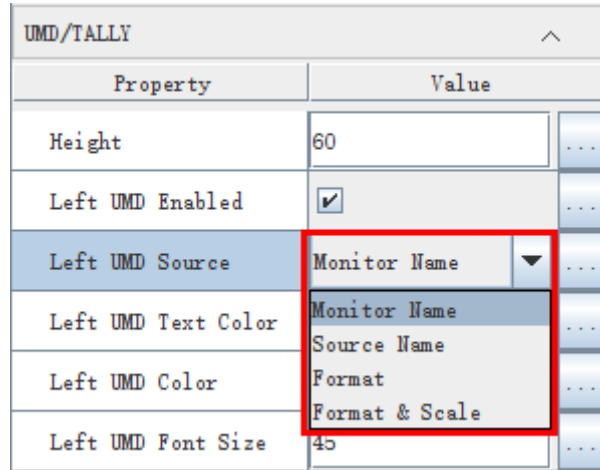 UMD/TALLY
Property Value
Height 60 ...
Left UMD Enabled ...
Left UMD Source Monitor Name ...
Monitor Name
Left UMD Text Color ...
Source Name
Left UMD Color Format ...
Format & Scale
Left UMD Font Size 45 ...